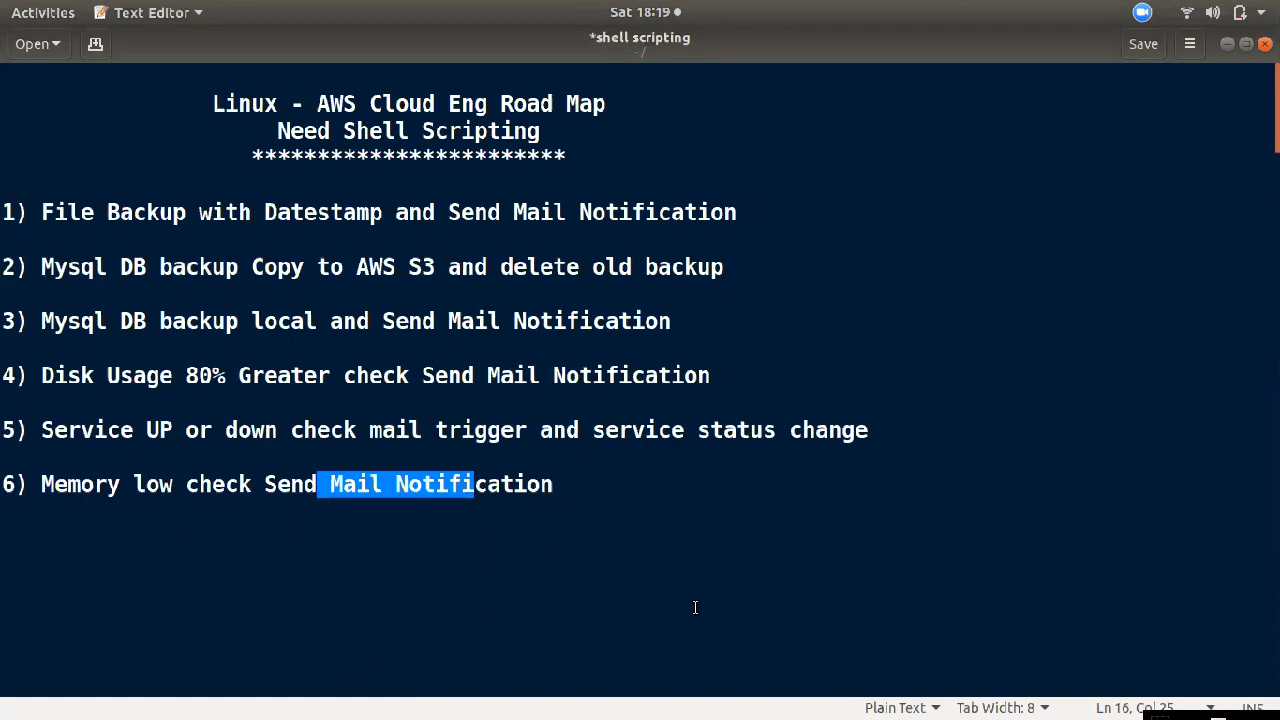 Activities Text Editor Sat 18:19
Open *shell scripting Save
~/
Linux - AWS Cloud Eng Road Map
Need Shell Scripting
************************
1) File Backup with Datestamp and Send Mail Notification
2) Mysql DB backup Copy to AWS S3 and delete old backup
3) Mysql DB backup local and Send Mail Notification
4) Disk Usage 80% Greater check Send Mail Notification
5) Service UP or down check mail trigger and service status change
6) Memory low check Send Mail Notification
Plain Text Tab Width: 8 Ln 16, Col 25 INS